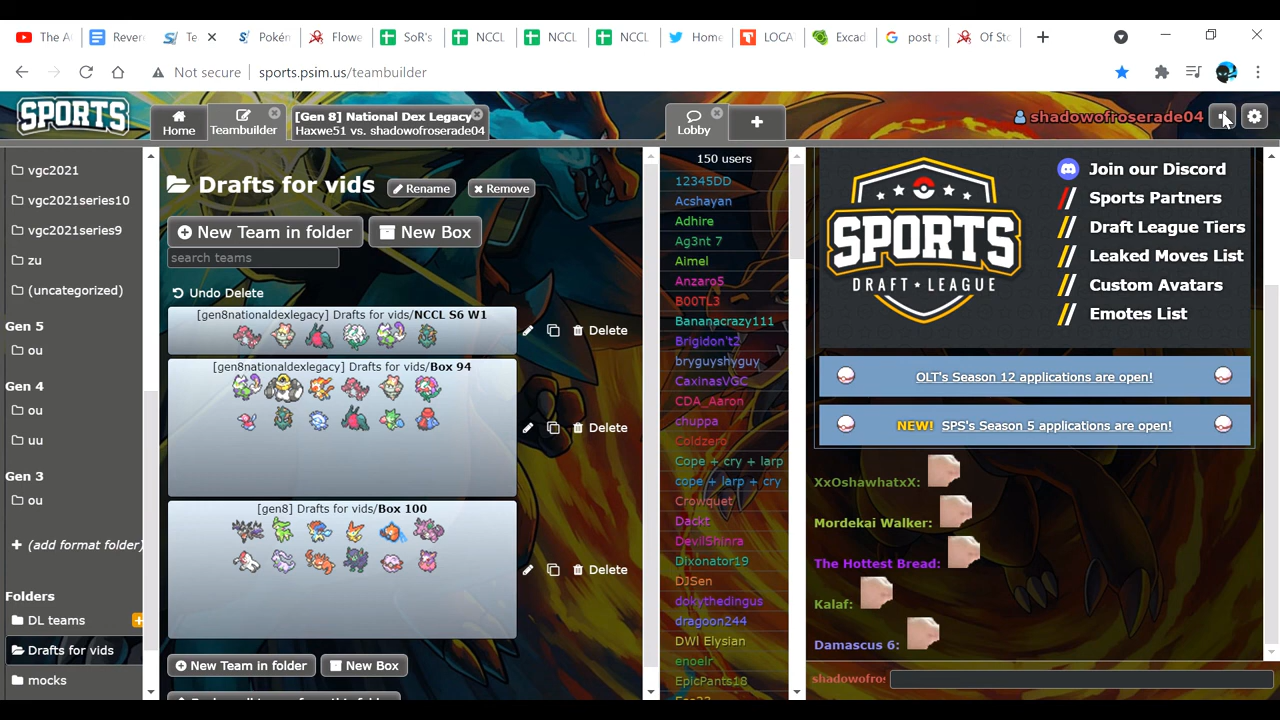 The A
Revere
Te
Pokén
Flowe
SoR's
NCCL
NCCL
NCCL
Home
LOCA
Excad
post p
Of Sto
Not secure
sports.psim.us/teambuilder
SPORTS
Home
Teambuilder
[Gen 8] National Dex Legacy
Haxwe51 vs. shadowofroserade04
Lobby
shadowofroserade04
vgc2021
vgc2021series10
vgc2021series9
zu
(uncategorized)
Gen 5
ou
Gen 4
ou
uu
Gen 3
ou
(add format folder)
Folders
DL teams
Drafts for vids
mocks
Drafts for vids
Rename
Remove
New Team in folder
New Box
search teams
Undo Delete
[gen8nationaldexlegacy] Drafts for vids/NCCL S6 W1
Delete
[gen8nationaldexlegacy] Drafts for vids/Box 94
Delete
[gen8] Drafts for vids/Box 100
Delete
New Team in folder
New Box
150 users
12345DD
Acshayan
Adhire
Ag3nt 7
Aimel
Anzaro5
B00TL3
Bananacrazy111
Brigidon't2
bryguyshyguy
CaxinasVGC
CDA_Aaron
chuppa
Coldzero
Cope + cry + larp
cope + larp + cry
Crowquet
Dackt
DevilShinra
Dixonator19
DJSen
dokythedingus
dragoon244
DWI Elysian
enoelr
EpicPants18
SPORTS
DRAFT LEAGUE
Join our Discord
Sports Partners
Draft League Tiers
Leaked Moves List
Custom Avatars
Emotes List
OLT's Season 12 applications are open!
NEW! SPS's Season 5 applications are open!
XxOshawhatxX:
Mordekai Walker:
The Hottest Bread:
Kalaf:
Damascus 6:
shadowofros